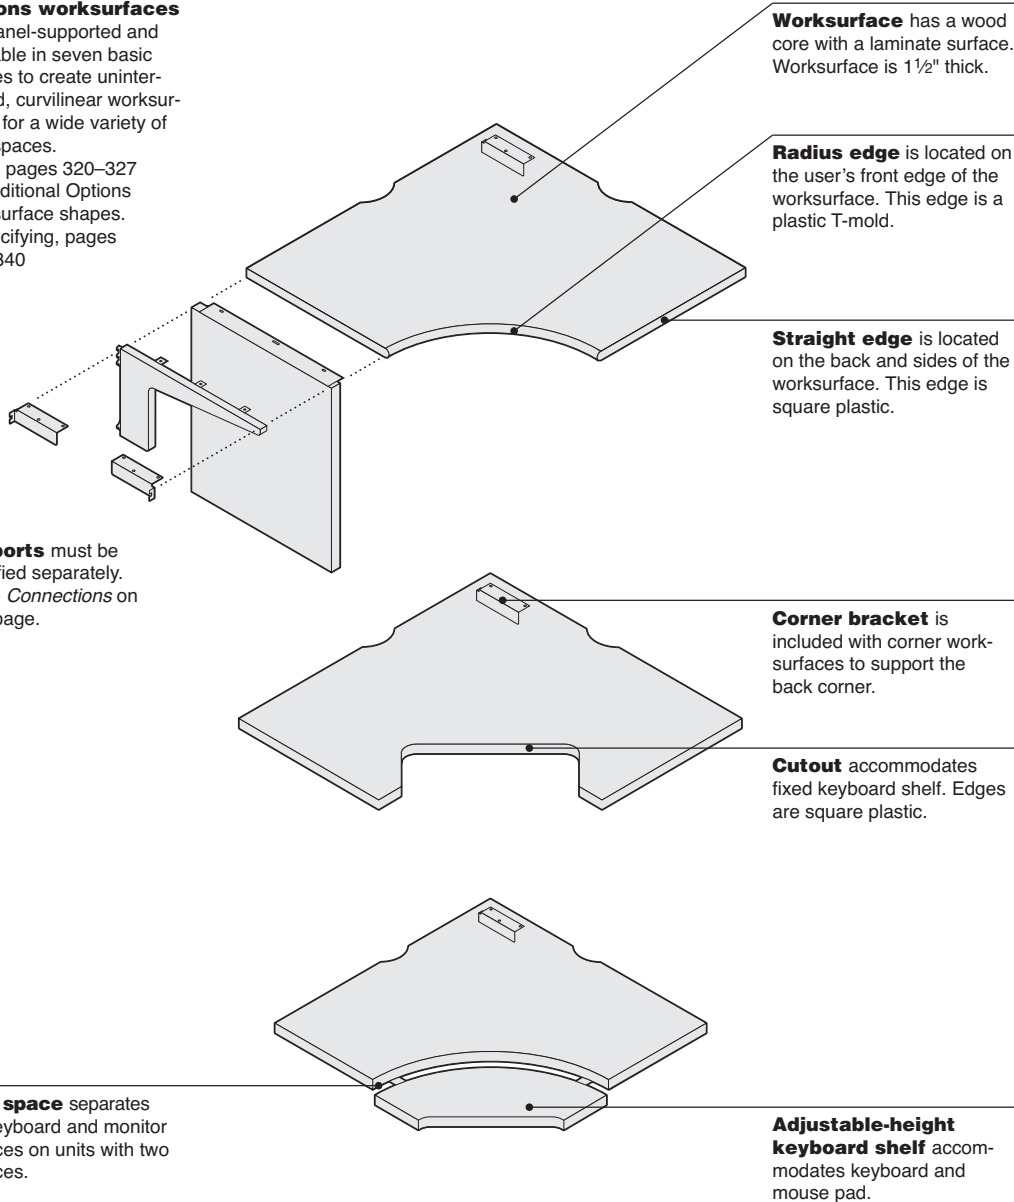 ons worksurfaces
anel-supported and
able in seven basic
es to create uninter-
d, curvilinear worksur-
for a wide variety of
spaces.
pages 320–327
ditional Options
surface shapes.
cifying, pages
340
ports must be
fied separately.
Connections on
page.
space separates
eyboard and monitor
ces on units with two
ces.
Worksurface has a wood
core with a laminate surface.
Worksurface is 1½" thick.
Radius edge is located on
the user's front edge of the
worksurface. This edge is a
plastic T-mold.
Straight edge is located
on the back and sides of the
worksurface. This edge is
square plastic.
Corner bracket is
included with corner work-
surfaces to support the
back corner.
Cutout accommodates
fixed keyboard shelf. Edges
are square plastic.
Adjustable-height
keyboard shelf accom-
modates keyboard and
mouse pad.